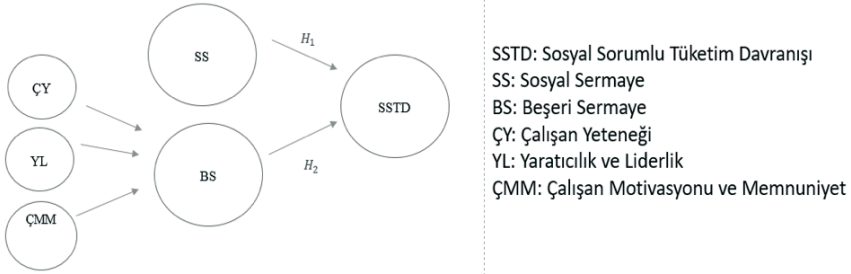 SS
H₁
ÇY
SSTD
YL
BS
H₂
ÇMM
SSTD: Sosyal Sorumlu Tüketim Davranışı
SS: Sosyal Sermaye
BS: Beşeri Sermaye
ÇY: Çalışan Yeteneği
YL: Yaratıcılık ve Liderlik
ÇMM: Çalışan Motivasyonu ve Memnuniyet